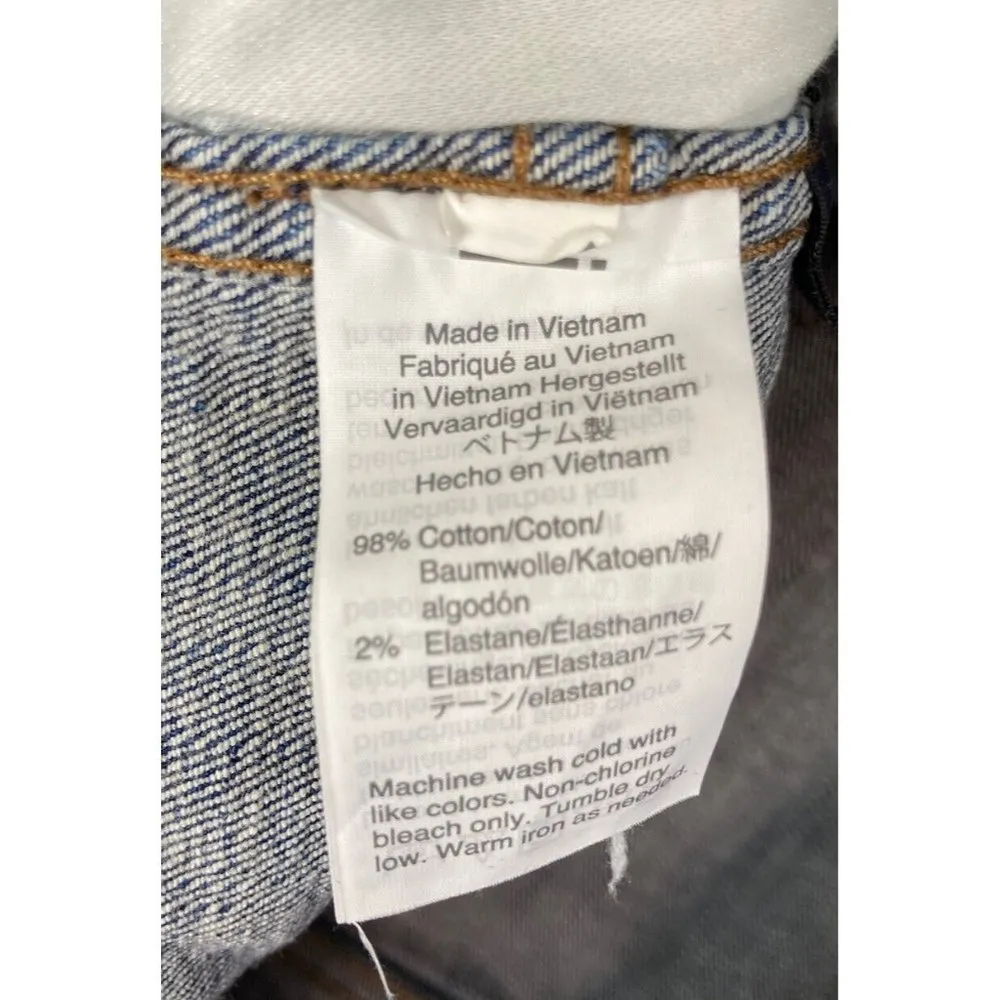 Made in Vietnam
Fabriqué au Vietnam
in Vietnam Hergestellt
Vervaardigd in Viëtnam
ベトナム製
Hecho en Vietnam
98% Cotton/Coton/
Baumwolle/Katoen/綿/
algodón
2% Elastane/Élasthanne/
Elastan/Elastaan/エラス
テーン/elastano
Machine wash cold with
like colors. Non-chlorine
bleach only. Tumble dry
low. Warm iron as needed.